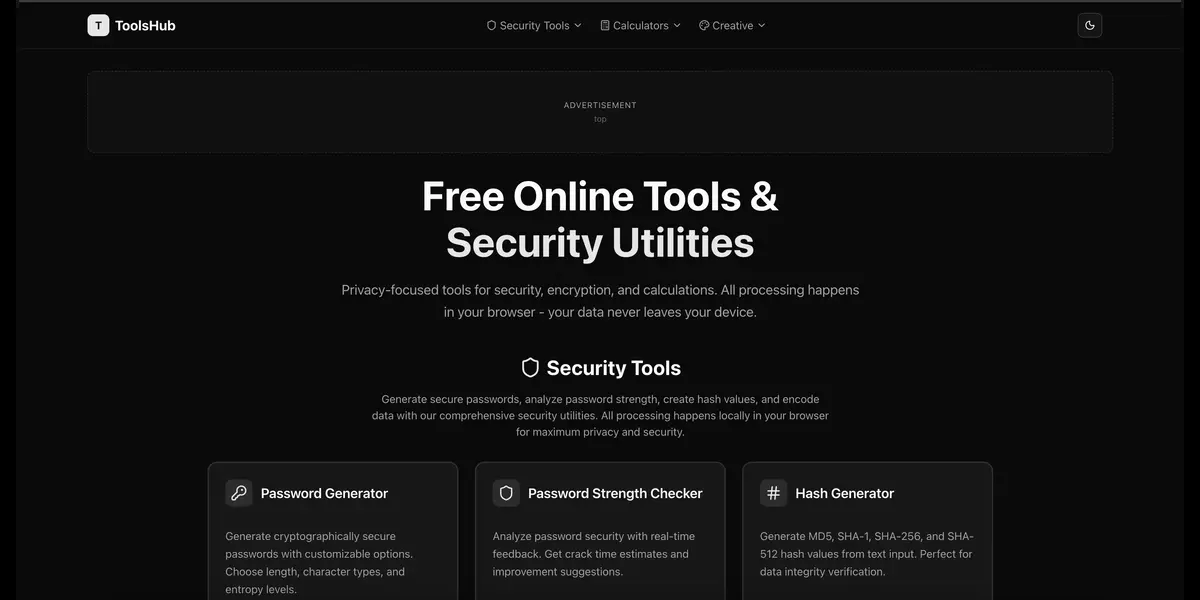 T ToolsHub
Security Tools Calculators Creative
ADVERTISEMENT
top
Free Online Tools &
Security Utilities
Privacy-focused tools for security, encryption, and calculations. All processing happens
in your browser - your data never leaves your device.
Security Tools
Generate secure passwords, analyze password strength, create hash values, and encode
data with our comprehensive security utilities. All processing happens locally in your browser
for maximum privacy and security.
Password Generator
Generate cryptographically secure
passwords with customizable options.
Choose length, character types, and
entropy levels.
Password Strength Checker
Analyze password security with real-time
feedback. Get crack time estimates and
improvement suggestions.
Hash Generator
Generate MD5, SHA-1, SHA-256, and SHA-
512 hash values from text input. Perfect for
data integrity verification.